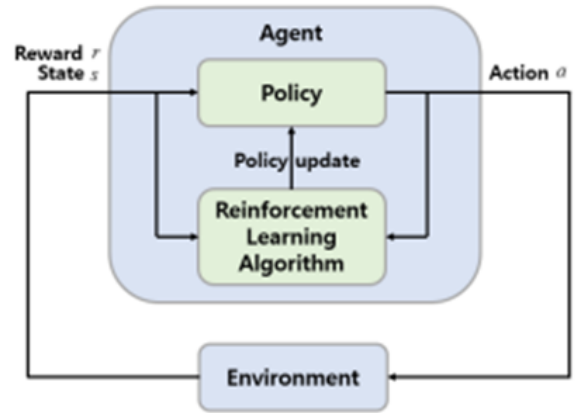 Agent
Reward r
State s
Action a
Policy
Policy update
Reinforcement
Learning
Algorithm
Environment